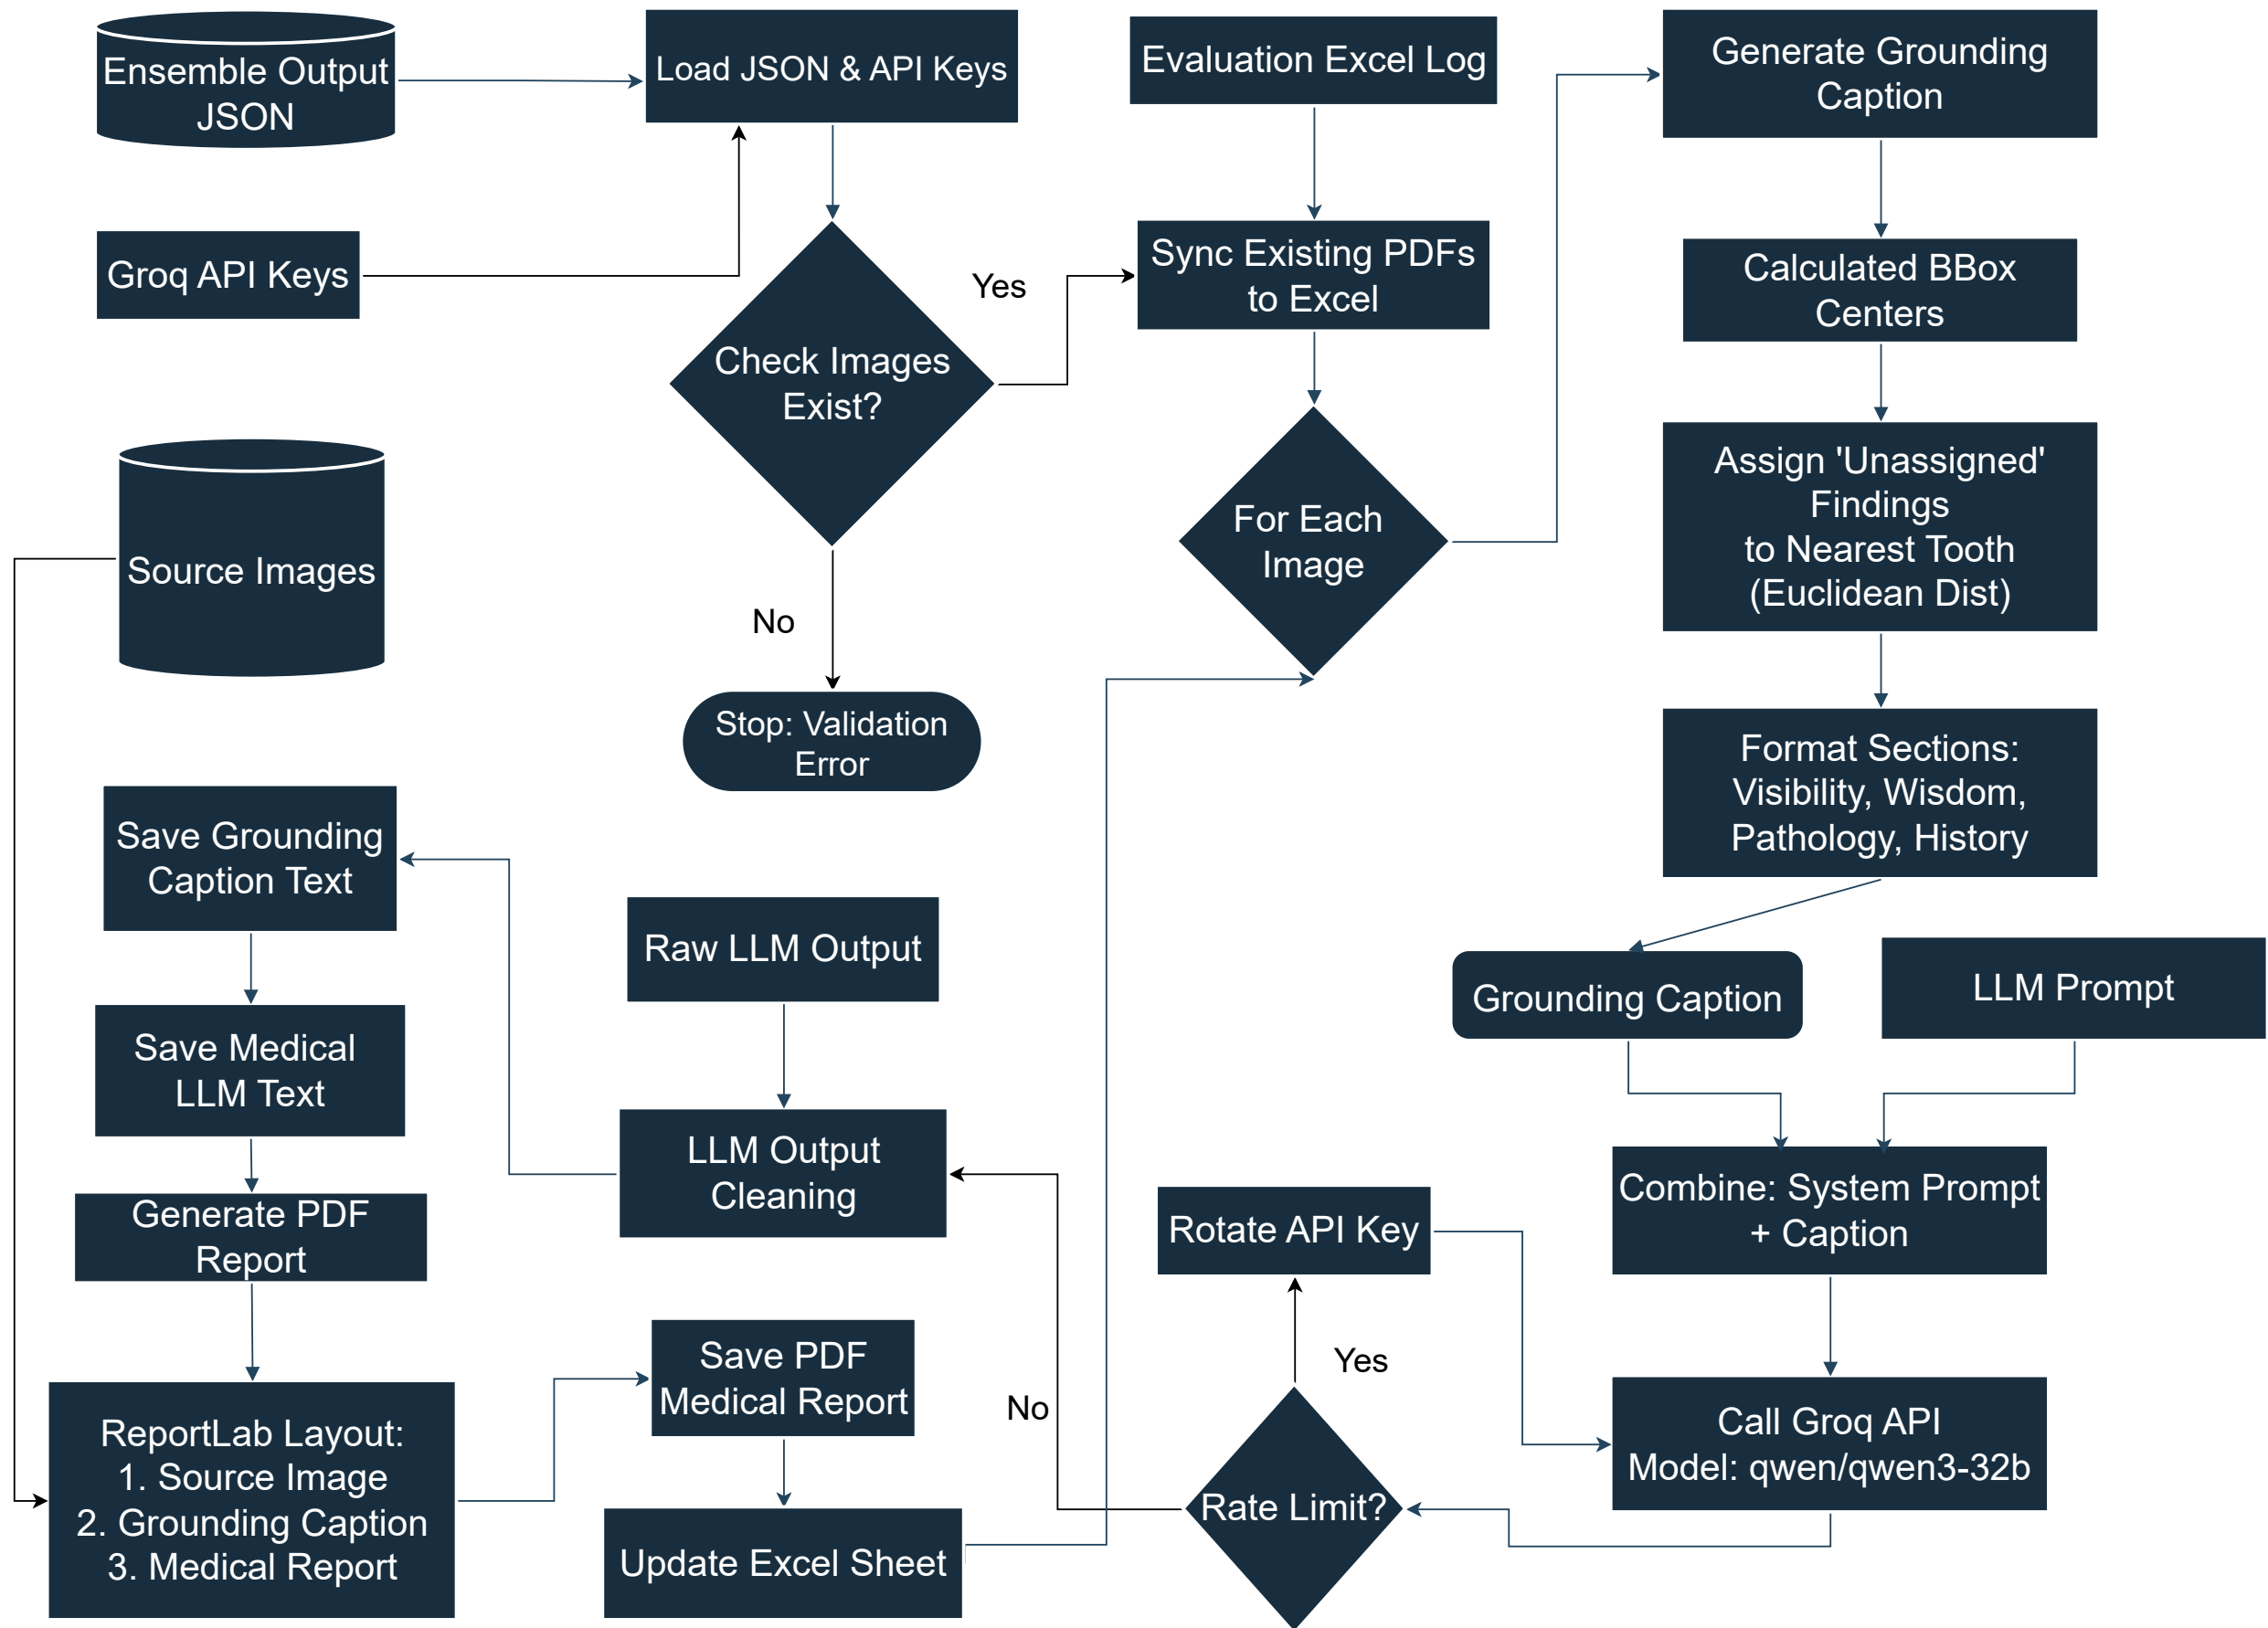 Ensemble Output
JSON
Load JSON & API Keys
Evaluation Excel Log
Generate Grounding
Caption
Groq API Keys
Check Images
Exist?
Yes
No
Sync Existing PDFs
to Excel
Calculated BBox
Centers
Source Images
Stop: Validation
Error
For Each
Image
Assign 'Unassigned'
Findings
to Nearest Tooth
(Euclidean Dist)
Format Sections:
Visibility, Wisdom,
Pathology, History
Grounding Caption
LLM Prompt
Combine: System Prompt
+ Caption
Call Groq API
Model: qwen/qwen3-32b
Rate Limit?
Yes
No
Rotate API Key
Raw LLM Output
LLM Output
Cleaning
Save Grounding
Caption Text
Save Medical
LLM Text
Generate PDF
Report
ReportLab Layout:
1. Source Image
2. Grounding Caption
3. Medical Report
Save PDF
Medical Report
Update Excel Sheet